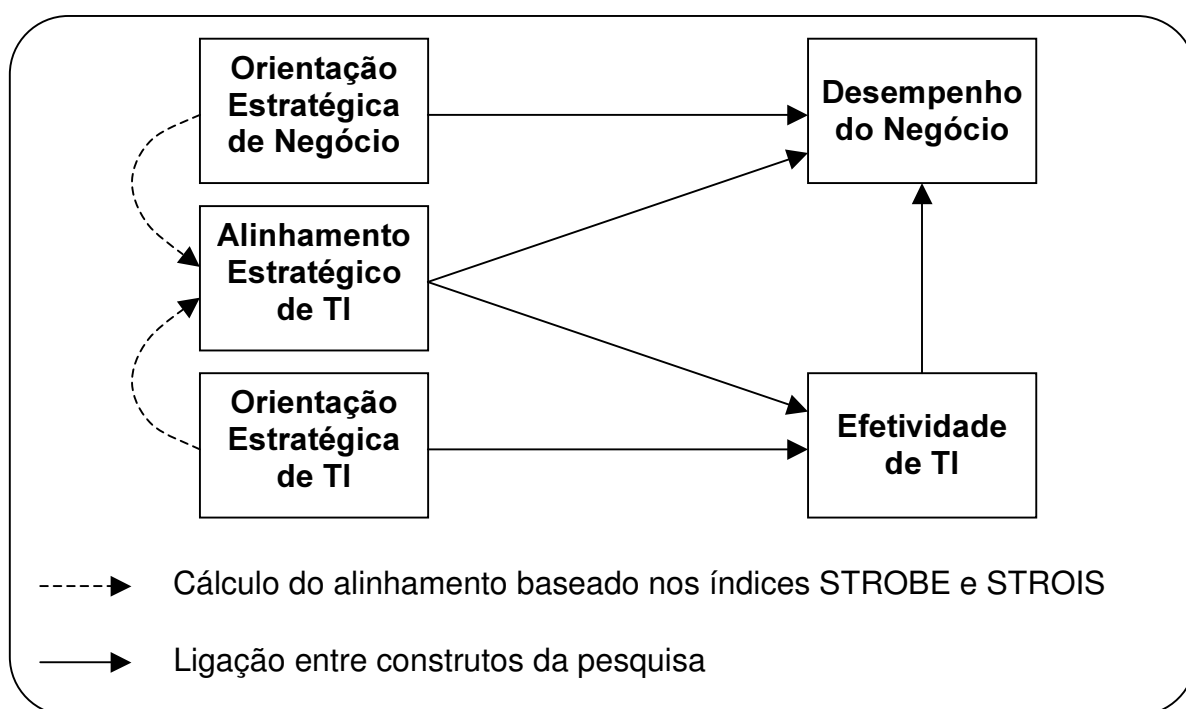 Orientação
Estratégica
de Negócio
Desempenho
do Negócio
Alinhamento
Estratégico
de TI
Orientação
Estratégica
de TI
Efetividade
de TI
Cálculo do alinhamento baseado nos índices STROBE e STROIS
Ligação entre construtos da pesquisa